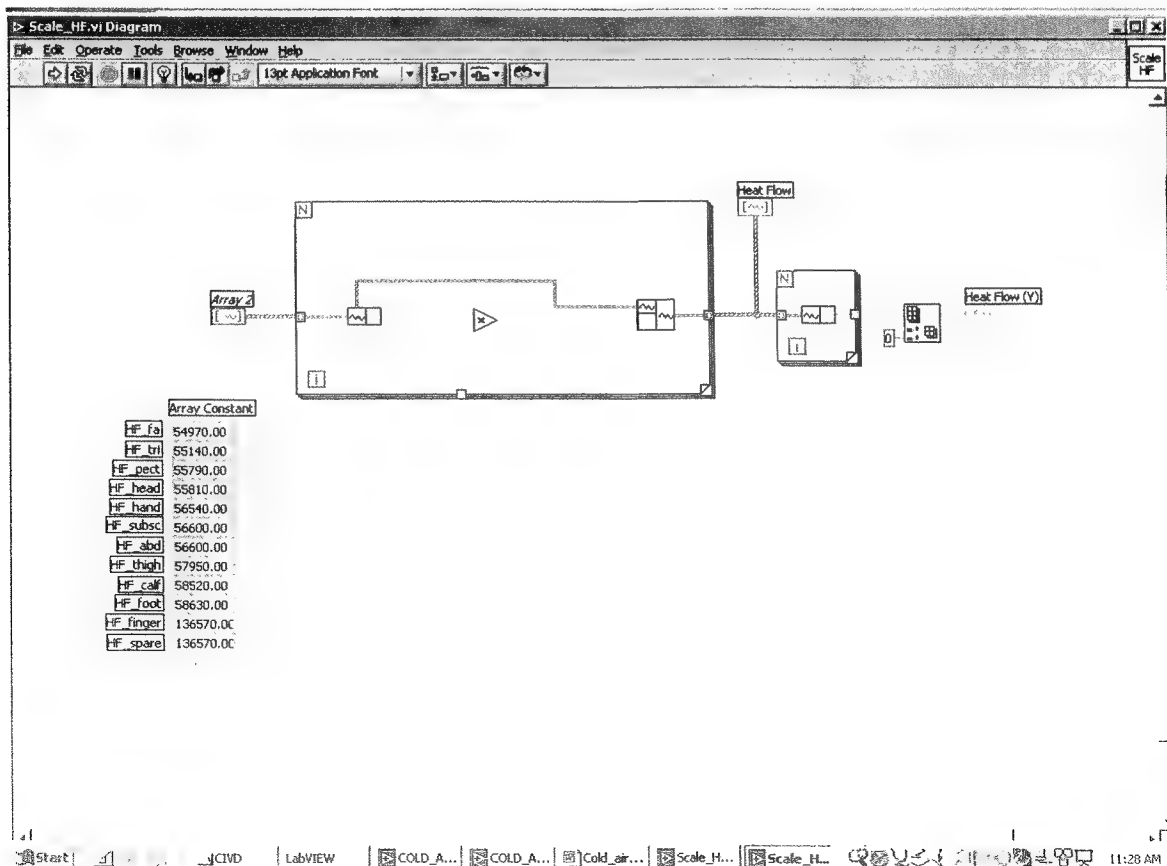 Scale_HF.vi Diagram
File Edit Operate Tools Browse Window Help
13pt Application Font
Scale
HF
Heat Flow
N
N
Array 2
Heat Flow (Y)
0
i
i
Array Constant
HF_fa 54970.00
HF_tri 55140.00
HF_pect 55790.00
HF_head 55810.00
HF_hand 56540.00
HF_subsc 56600.00
HF_abd 56600.00
HF_thigh 57950.00
HF_calf 58520.00
HF_foot 58630.00
HF_finger 136570.00
HF_spare 136570.00
Start CIVD LabVIEW COLD_A... COLD_A... Cold_air... Scale_H... Scale_H... 11:28 AM